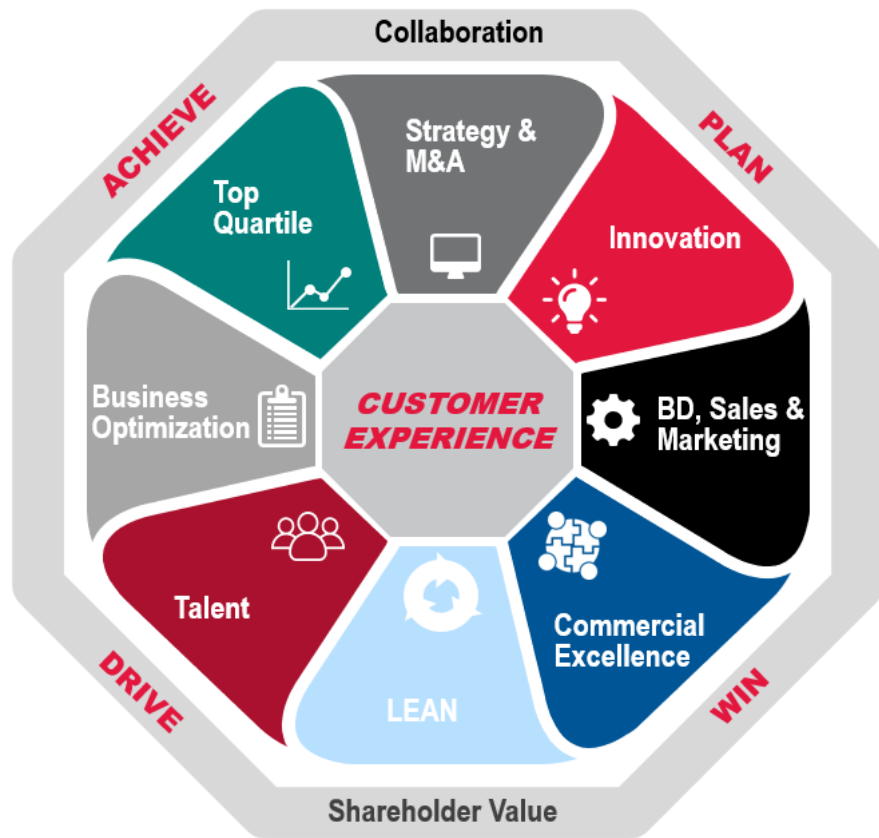 Collaboration
ACHIEVE
PLAN
Strategy &
M&A
Top
Quartile
Innovation
CUSTOMER
EXPERIENCE
Business
Optimization
BD, Sales &
Marketing
Talent
Commercial
Excellence
LEAN
DRIVE
WIN
Shareholder Value